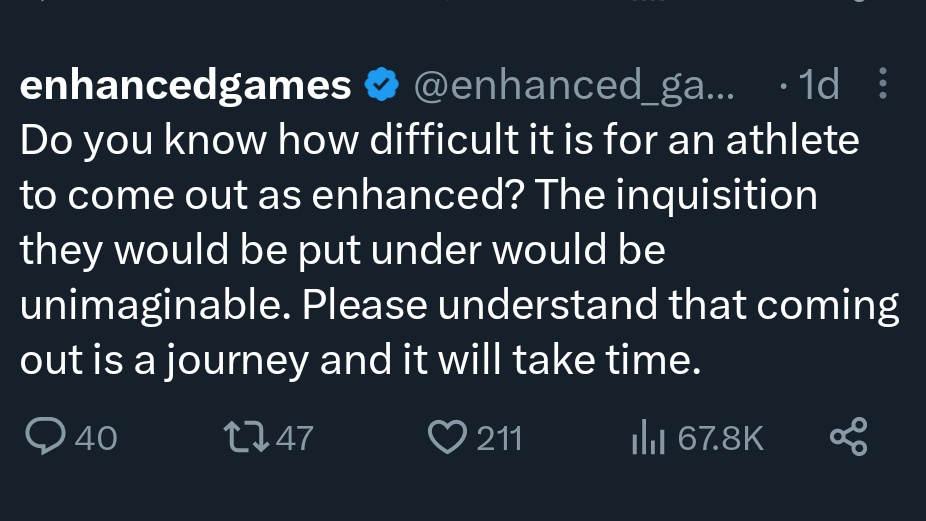 enhancedgames @enhanced_ga... · 1d
Do you know how difficult it is for an athlete
to come out as enhanced? The inquisition
they would be put under would be
unimaginable. Please understand that coming
out is a journey and it will take time.
40 47 211 67.8K